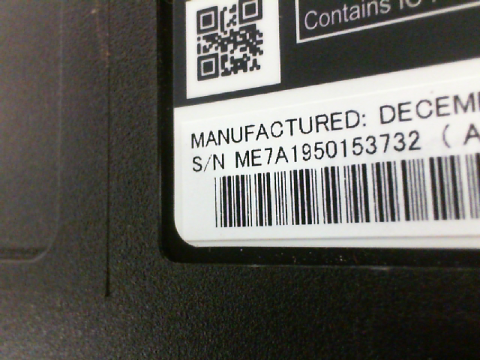 Contains IC
MANUFACTURED: DECEM
S/N ME7A1950153732 ( A